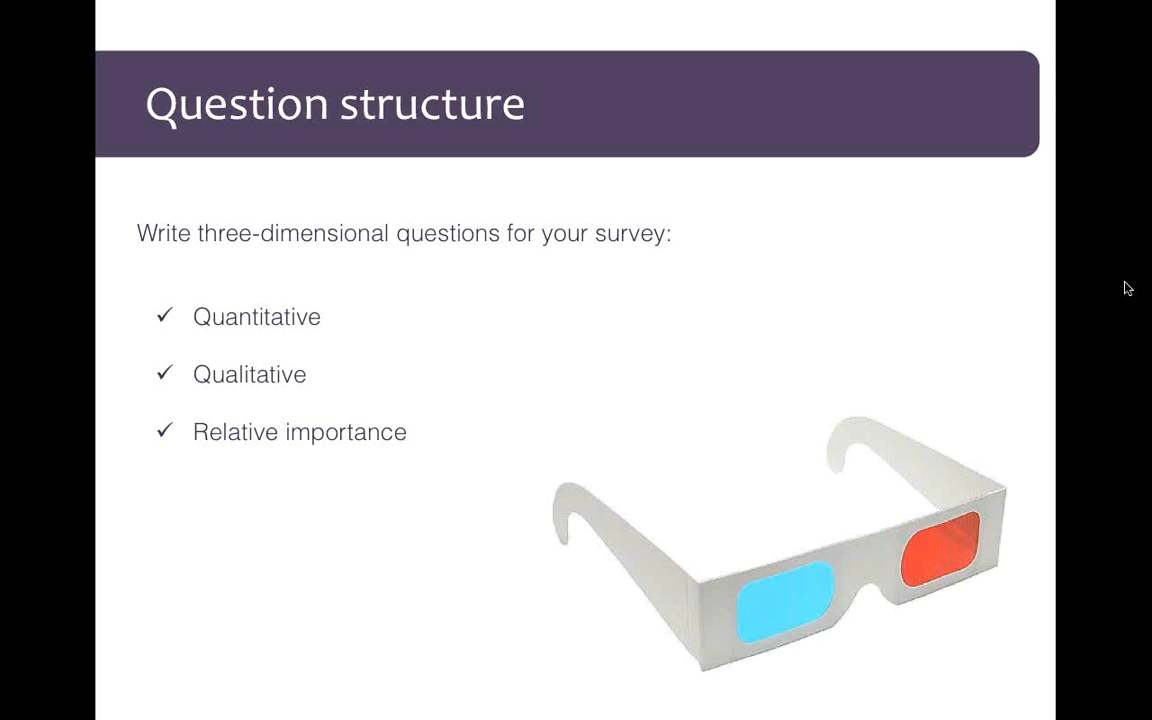 Question structure
Write three-dimensional questions for your survey:
✓ Quantitative
✓ Qualitative
✓ Relative importance